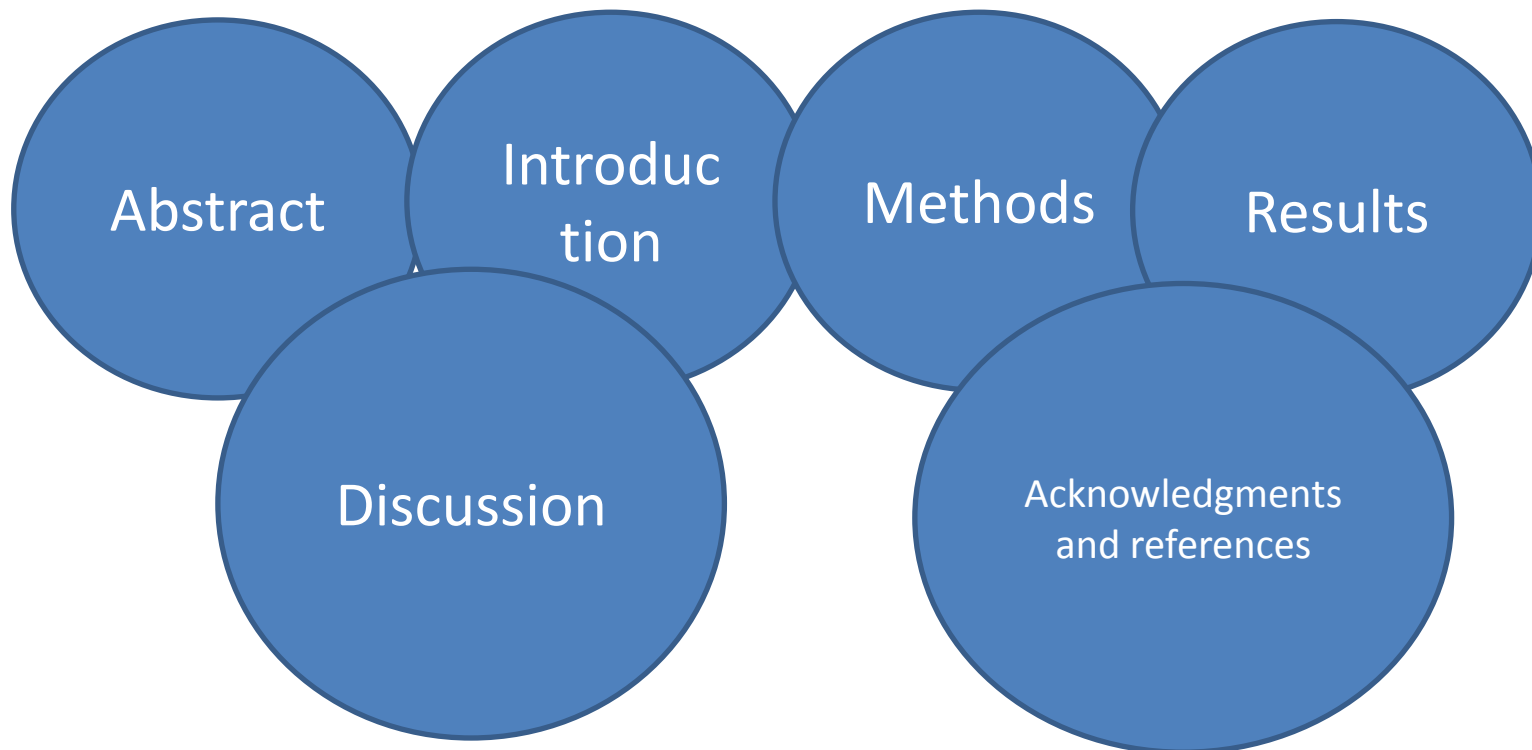 Abstract
Introduc
tion
Methods
Results
Discussion
Acknowledgments
and references